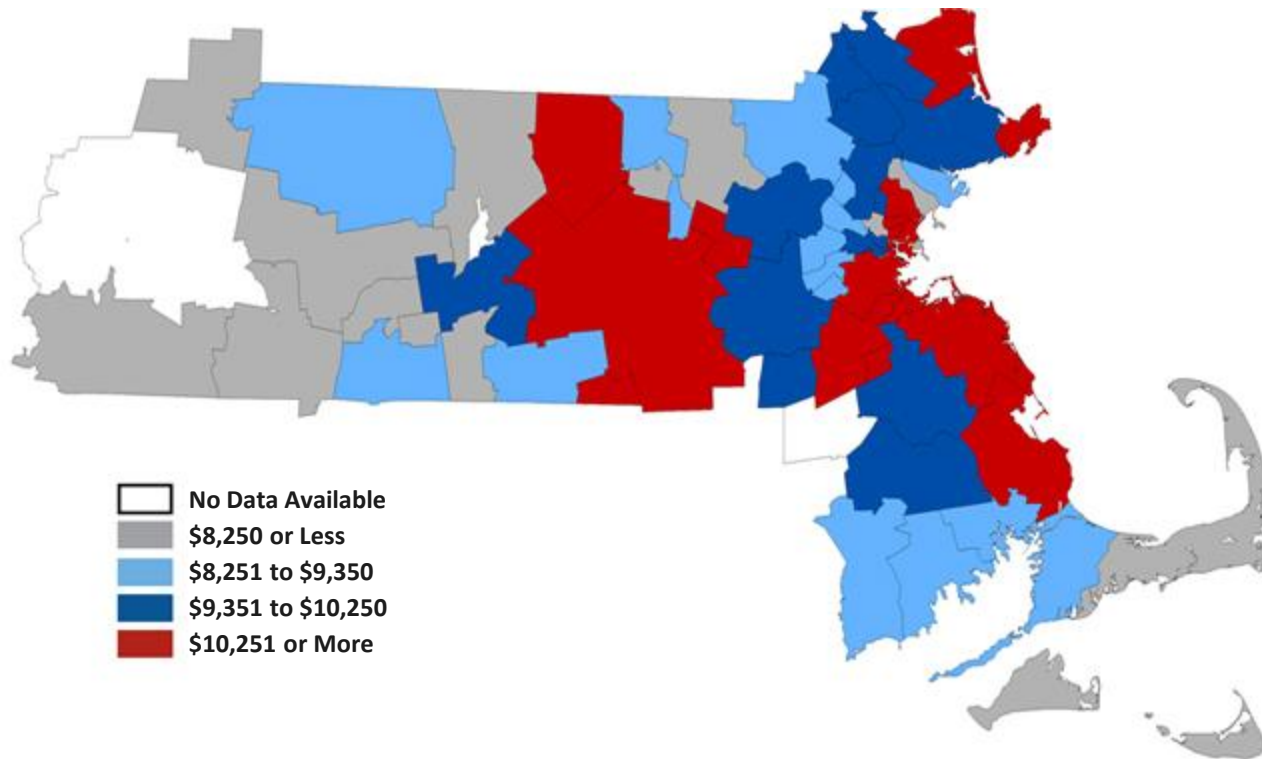 No Data Available
$8,250 or Less
$8,251 to $9,350
$9,351 to $10,250
$10,251 or More